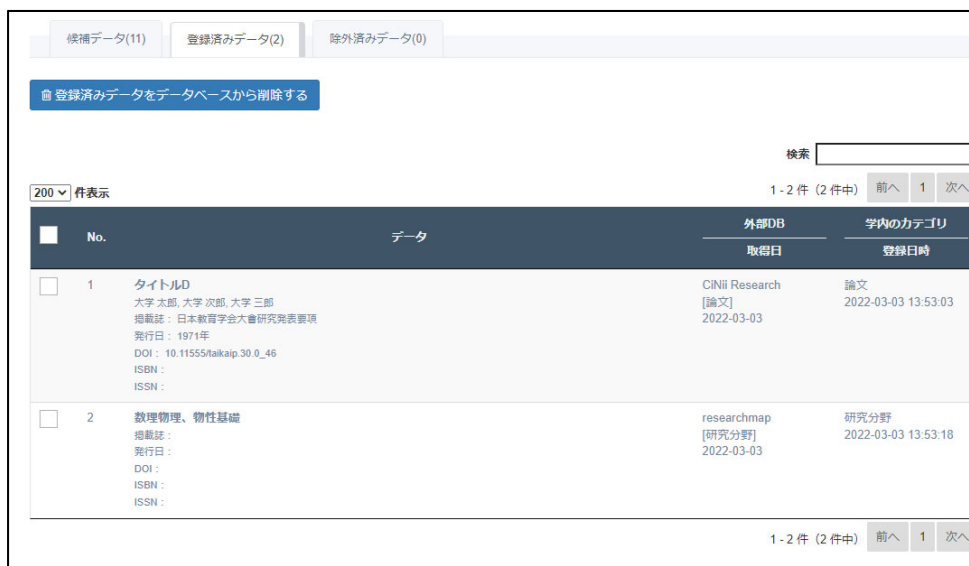 候補データ(11)
登録済みデータ(2)
除外済みデータ(0)
登録済みデータをデータベースから削除する
検索
200 件表示
1 - 2 件 (2 件中) 前へ 1 次へ
No. データ 外部DB 学内のカテゴリ
取得日 登録日時
1 タイトルD CiNii Research 論文
大学 太郎, 大学 次郎, 大学 三郎 [論文] 2022-03-03 13:53:03
掲載誌 : 日本教育学会大會研究発表要項 2022-03-03
発行日 : 1971年
DOI : 10.11555/taikaip.30.0_46
ISBN :
ISSN :
2 数理物理、物性基礎 researchmap 研究分野
掲載誌 : [研究分野] 2022-03-03 13:53:18
発行日 : 2022-03-03
DOI :
ISBN :
ISSN :
1 - 2 件 (2 件中) 前へ 1 次へ